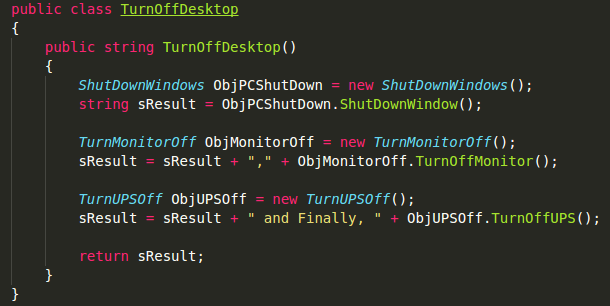 public class TurnOffDesktop
{
    public string TurnOffDesktop()
    {
        ShutDownWindows ObjPCShutDown = new ShutDownWindows();
        string sResult = ObjPCShutDown.ShutDownWindow();

        TurnMonitorOff ObjMonitorOff = new TurnMonitorOff();
        sResult = sResult + "," + ObjMonitorOff.TurnOffMonitor();

        TurnUPSOff ObjUPSOff = new TurnUPSOff();
        sResult = sResult + " and Finally, " + ObjUPSOff.TurnOffUPS();

        return sResult;
    }
}